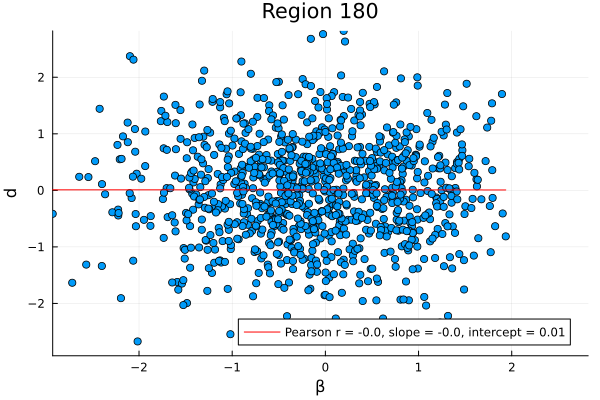 Region 180
d
2
1
0
−1
−2
Pearson r = -0.0, slope = -0.0, intercept = 0.01
−2
−1
0
1
2
β